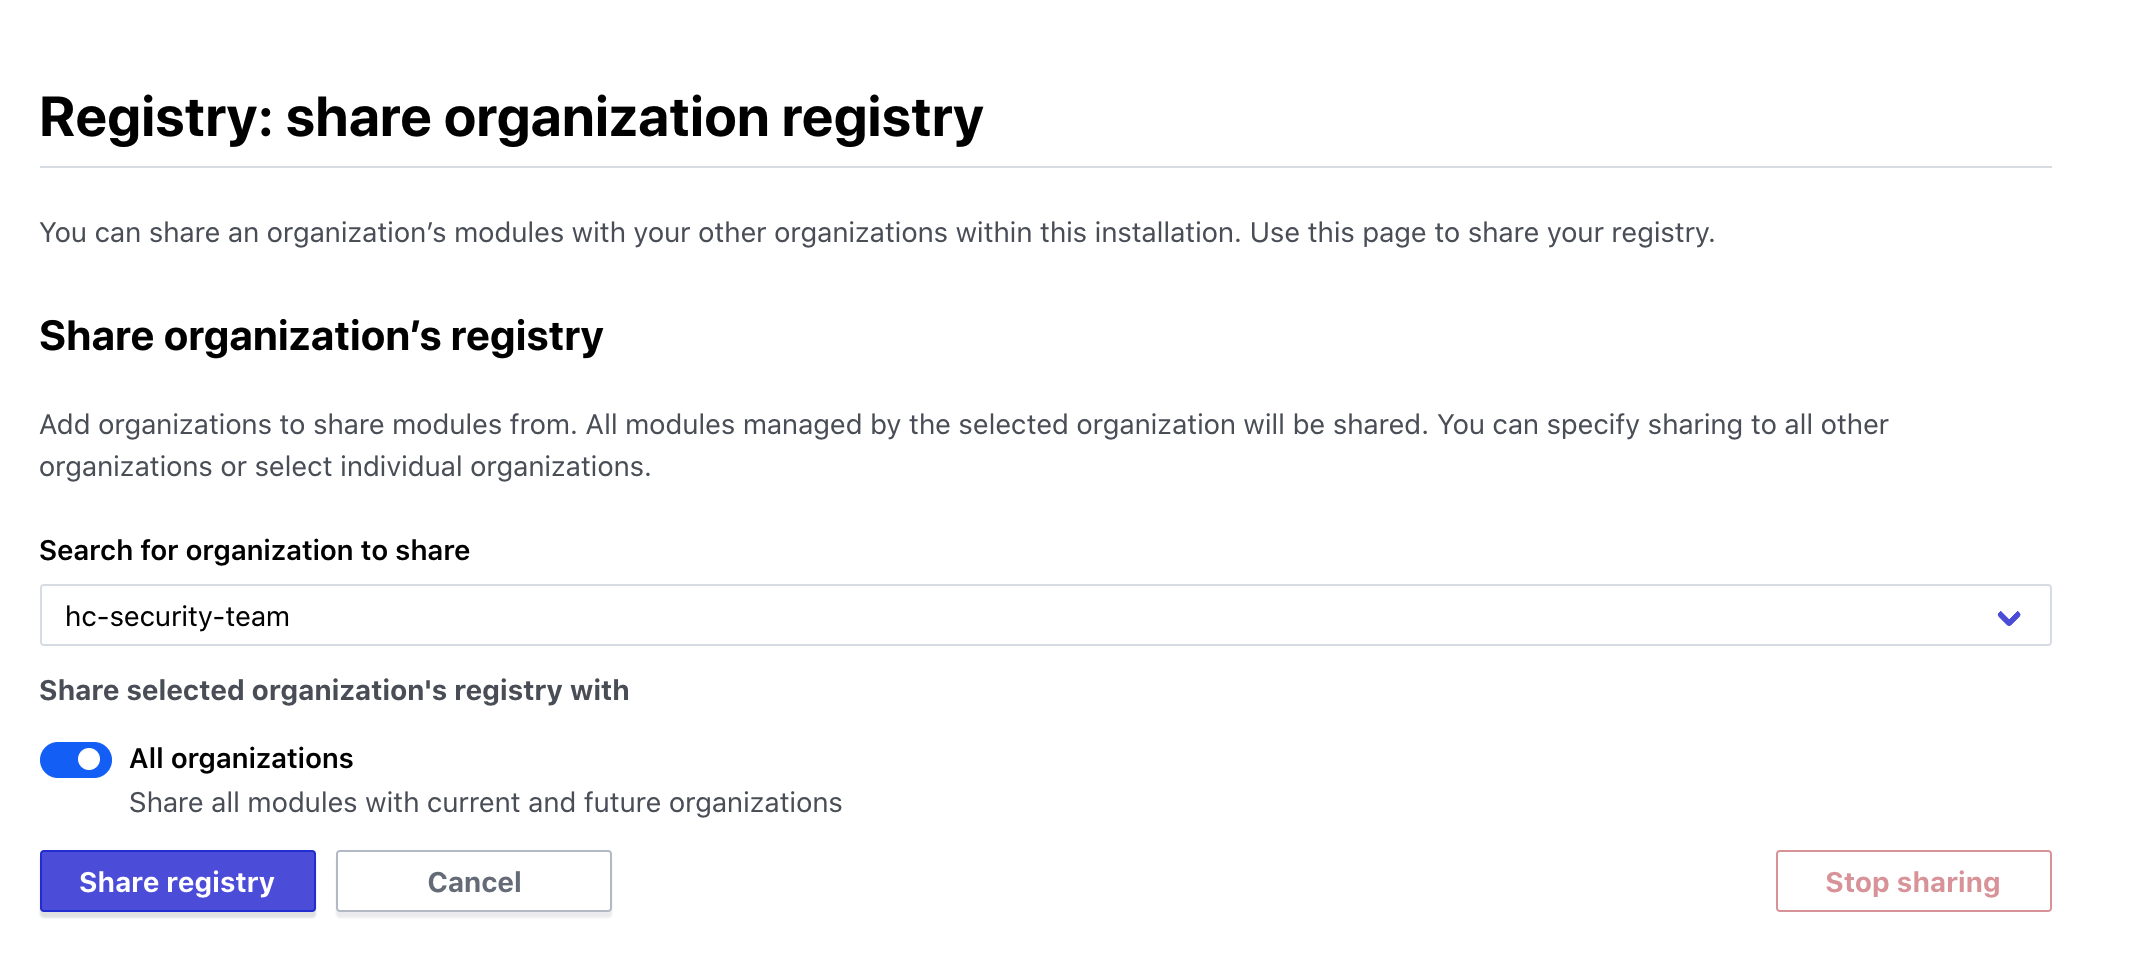 Registry: share organization registry
You can share an organization’s modules with your other organizations within this installation. Use this page to share your registry.
Share organization’s registry
Add organizations to share modules from. All modules managed by the selected organization will be shared. You can specify sharing to all other
organizations or select individual organizations.
Search for organization to share
hc-security-team
Share selected organization's registry with
All organizations
Share all modules with current and future organizations
Share registry
Cancel
Stop sharing